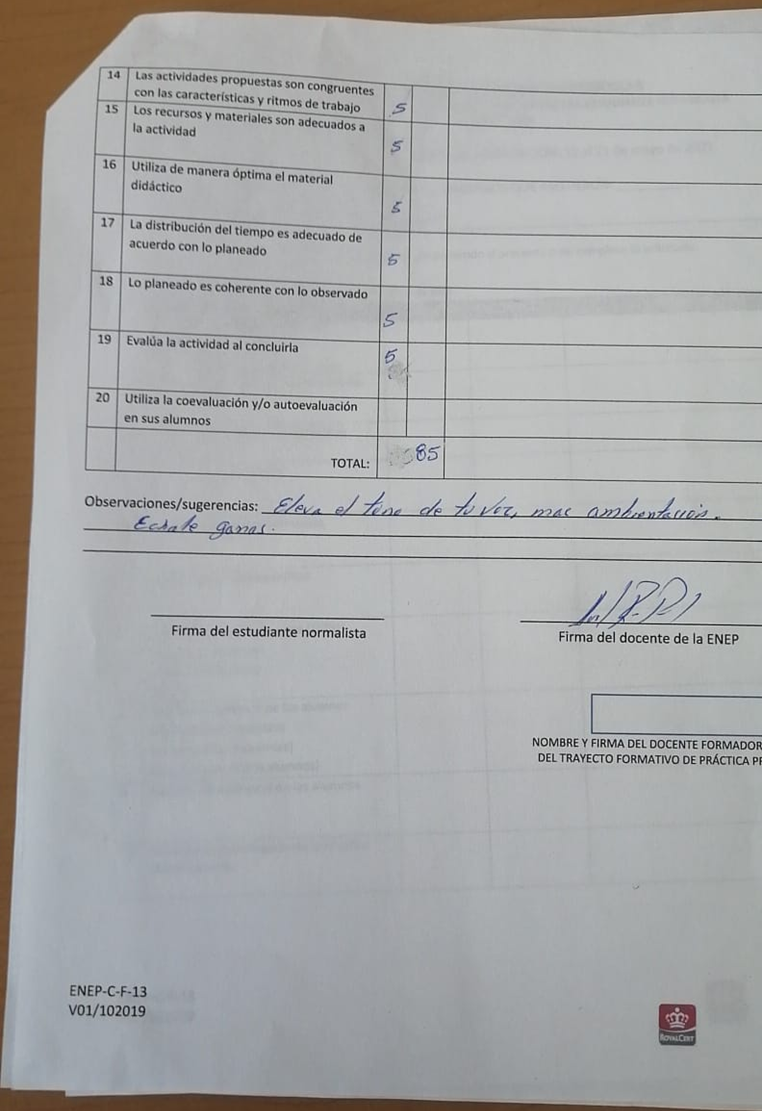 14 Las actividades propuestas son congruentes
con las características y ritmos de trabajo 5
15 Los recursos y materiales son adecuados a
la actividad 5
16 Utiliza de manera óptima el material
didáctico 5
17 La distribución del tiempo es adecuado de
acuerdo con lo planeado 5
18 Lo planeado es coherente con lo observado 5
19 Evalúa la actividad al concluirla 5
20 Utiliza la coevaluación y/o autoevaluación
en sus alumnos
TOTAL: 85
Observaciones/sugerencias: Eleva el tono de tu voz, mas ambientación.
Echale ganas.
Firma del estudiante normalista
Firma del docente de la ENEP
NOMBRE Y FIRMA DEL DOCENTE FORMADOR
DEL TRAYECTO FORMATIVO DE PRÁCTICA PR
ENEP-C-F-13
V01/102019
ROYALCERT